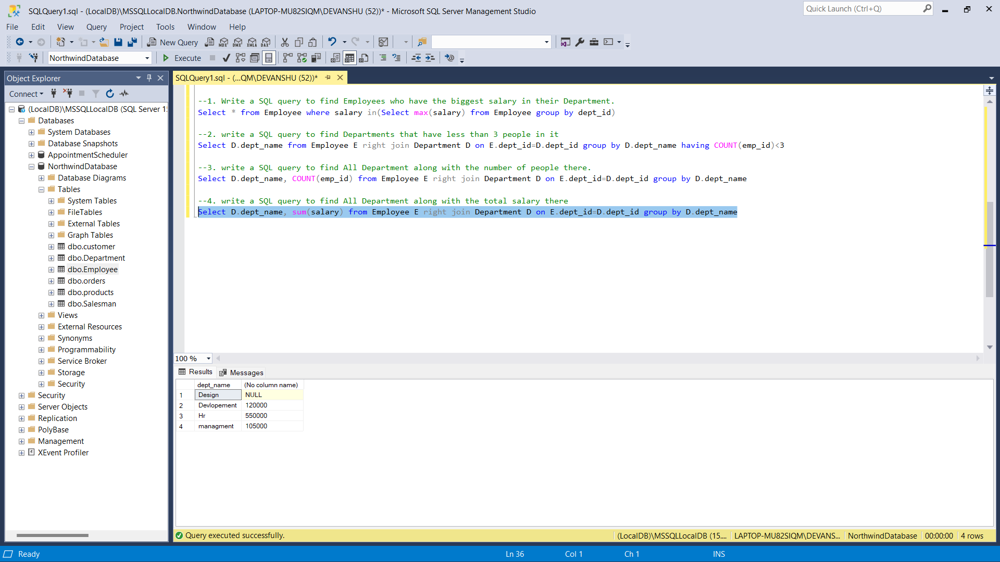 SQLQuery1.sql - (LocalDB)\MSSQLLocalDB.NorthwindDatabase (LAPTOP-MU82SIQM\DEVANSHU (52))* - Microsoft SQL Server Management Studio
Quick Launch (Ctrl+Q)
File Edit View Query Project Tools Window Help
New Query MDX DMX XMLA DAX
NorthwindDatabase Execute
Object Explorer
SQLQuery1.sql - (...QM\DEVANSHU (52))*
Connect
(LocalDB)\MSSQLLocalDB (SQL Server 15
Databases
System Databases
Database Snapshots
AppointmentScheduler
NorthwindDatabase
Database Diagrams
Tables
System Tables
FileTables
External Tables
Graph Tables
dbo.customer
dbo.Department
dbo.Employee
dbo.orders
dbo.products
dbo.Salesman
Views
External Resources
Synonyms
Programmability
Service Broker
Storage
Security
Security
Server Objects
Replication
PolyBase
Management
XEvent Profiler
--1. Write a SQL query to find Employees who have the biggest salary in their Department.
Select * from Employee where salary in(Select max(salary) from Employee group by dept_id)
--2. write a SQL query to find Departments that have less than 3 people in it
Select D.dept_name from Employee E right join Department D on E.dept_id=D.dept_id group by D.dept_name having COUNT(emp_id)<3
--3. write a SQL query to find All Department along with the number of people there.
Select D.dept_name, COUNT(emp_id) from Employee E right join Department D on E.dept_id=D.dept_id group by D.dept_name
--4. write a SQL query to find All Department along with the total salary there
Select D.dept_name, sum(salary) from Employee E right join Department D on E.dept_id=D.dept_id group by D.dept_name
100 %
Results Messages
dept_name (No column name)
1 Design NULL
2 Devlopement 120000
3 Hr 550000
4 managment 105000
Query executed successfully.
(LocalDB)\MSSQLLocalDB (15.... LAPTOP-MU82SIQM\DEVANS... NorthwindDatabase 00:00:00 4 rows
Ready Ln 36 Col 1 Ch 1 INS